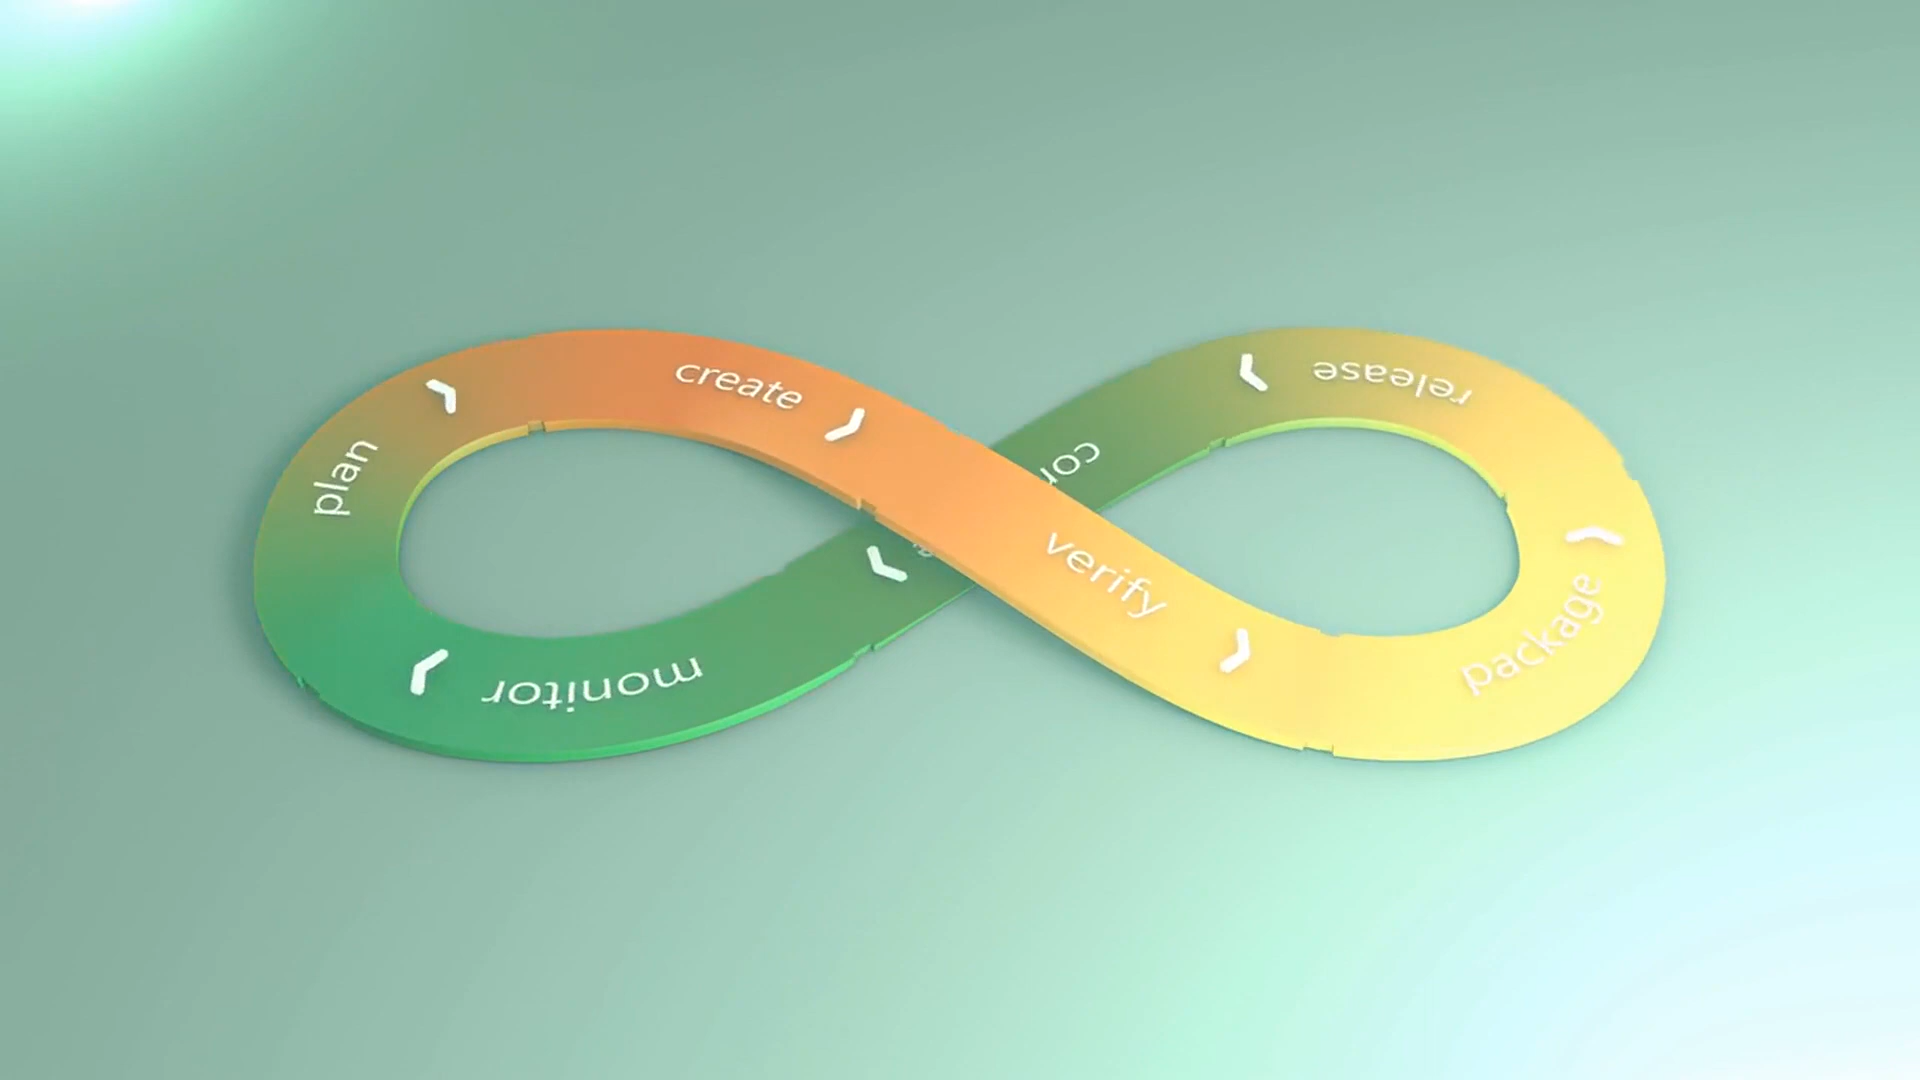 plan
create
verify
package
release
monitor